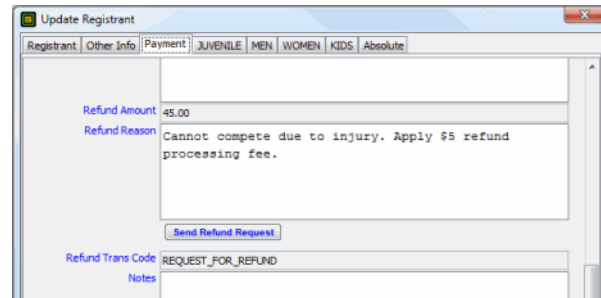 Update Registrant
Registrant Other Info Payment JUVENILE MEN WOMEN KIDS Absolute
Refund Amount 45.00
Refund Reason Cannot compete due to injury. Apply $5 refund
processing fee.
Send Refund Request
Refund Trans Code REQUEST_FOR_REFUND
Notes